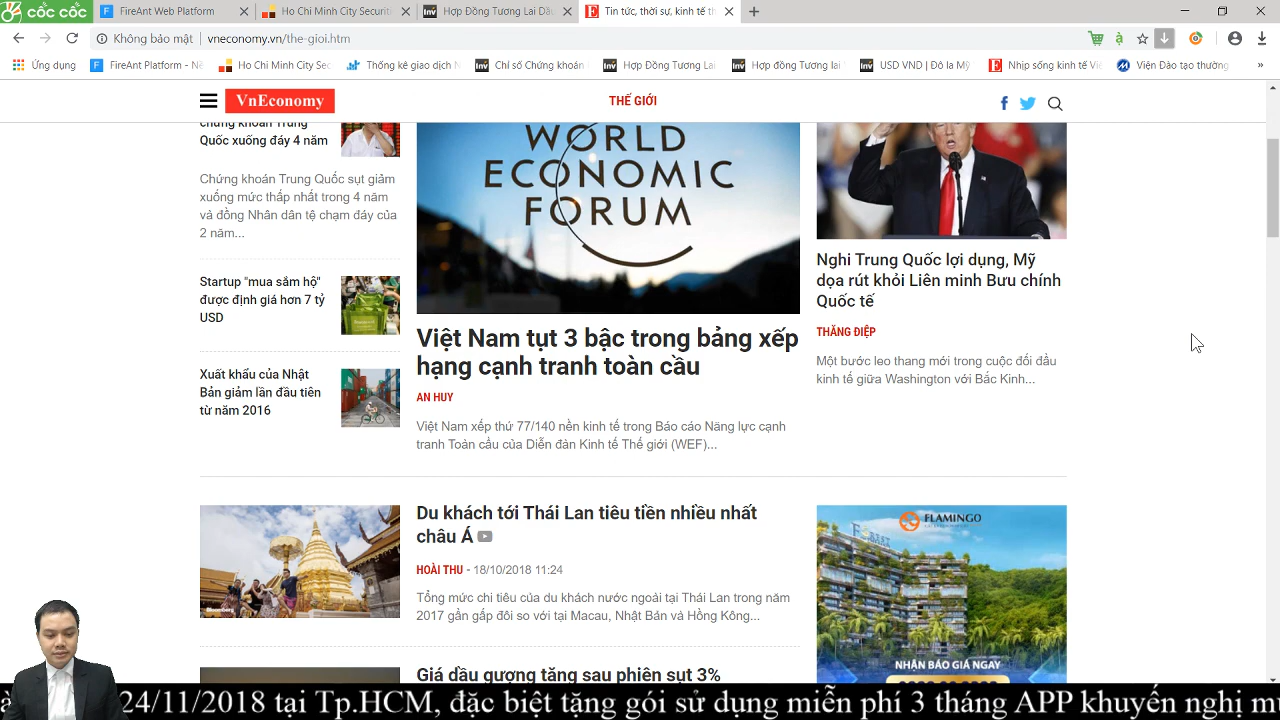 cốc cốc
FireAnt Web Platform
Ho Chi Minh City Securit
Hợp Đồng Tương Lai Dầu
Tin tức, thời sự, kinh tế th
Không bảo mật
vneconomy.vn/the-gioi.htm
Ứng dụng
FireAnt Platform - Nề
Ho Chi Minh City Sec
Thống kê giao dịch N
Chỉ số Chứng khoán
Hợp Đồng Tương Lai
Hợp đồng Tương lai
USD VND | Đô la Mỹ
Nhịp sống kinh tế Việ
Viện Đào tạo thường
VnEconomy
THẾ GIỚI
chứng khoán Trung
Quốc xuống đáy 4 năm
Chứng khoán Trung Quốc sụt giảm
xuống mức thấp nhất trong 4 năm
và đồng Nhân dân tệ chạm đáy của
2 năm...
Startup "mua sắm hộ"
được định giá hơn 7 tỷ
USD
Xuất khẩu của Nhật
Bản giảm lần đầu tiên
từ năm 2016
WORLD
ECONOMIC
FORUM
Việt Nam tụt 3 bậc trong bảng xếp
hạng cạnh tranh toàn cầu
AN HUY
Việt Nam xếp thứ 77/140 nền kinh tế trong Báo cáo Năng lực cạnh
tranh Toàn cầu của Diễn đàn Kinh tế Thế giới (WEF)...
Nghi Trung Quốc lợi dụng, Mỹ
dọa rút khỏi Liên minh Bưu chính
Quốc tế
THĂNG ĐIỆP
Một bước leo thang mới trong cuộc đối đầu
kinh tế giữa Washington với Bắc Kinh...
Bloomberg
Du khách tới Thái Lan tiêu tiền nhiều nhất
châu Á
HOÀI THU - 18/10/2018 11:24
Tổng mức chi tiêu của du khách nước ngoài tại Thái Lan trong năm
2017 gần gấp đôi so với tại Macau, Nhật Bản và Hồng Kông...
Giá dầu gượng tăng sau phiên sụt 3%
FLAMINGO
NHẬN BÁO GIÁ NGAY
24/11/2018 tại Tp.HCM, đặc biệt tặng gói sử dụng miễn phí 3 tháng APP khuyến nghị m